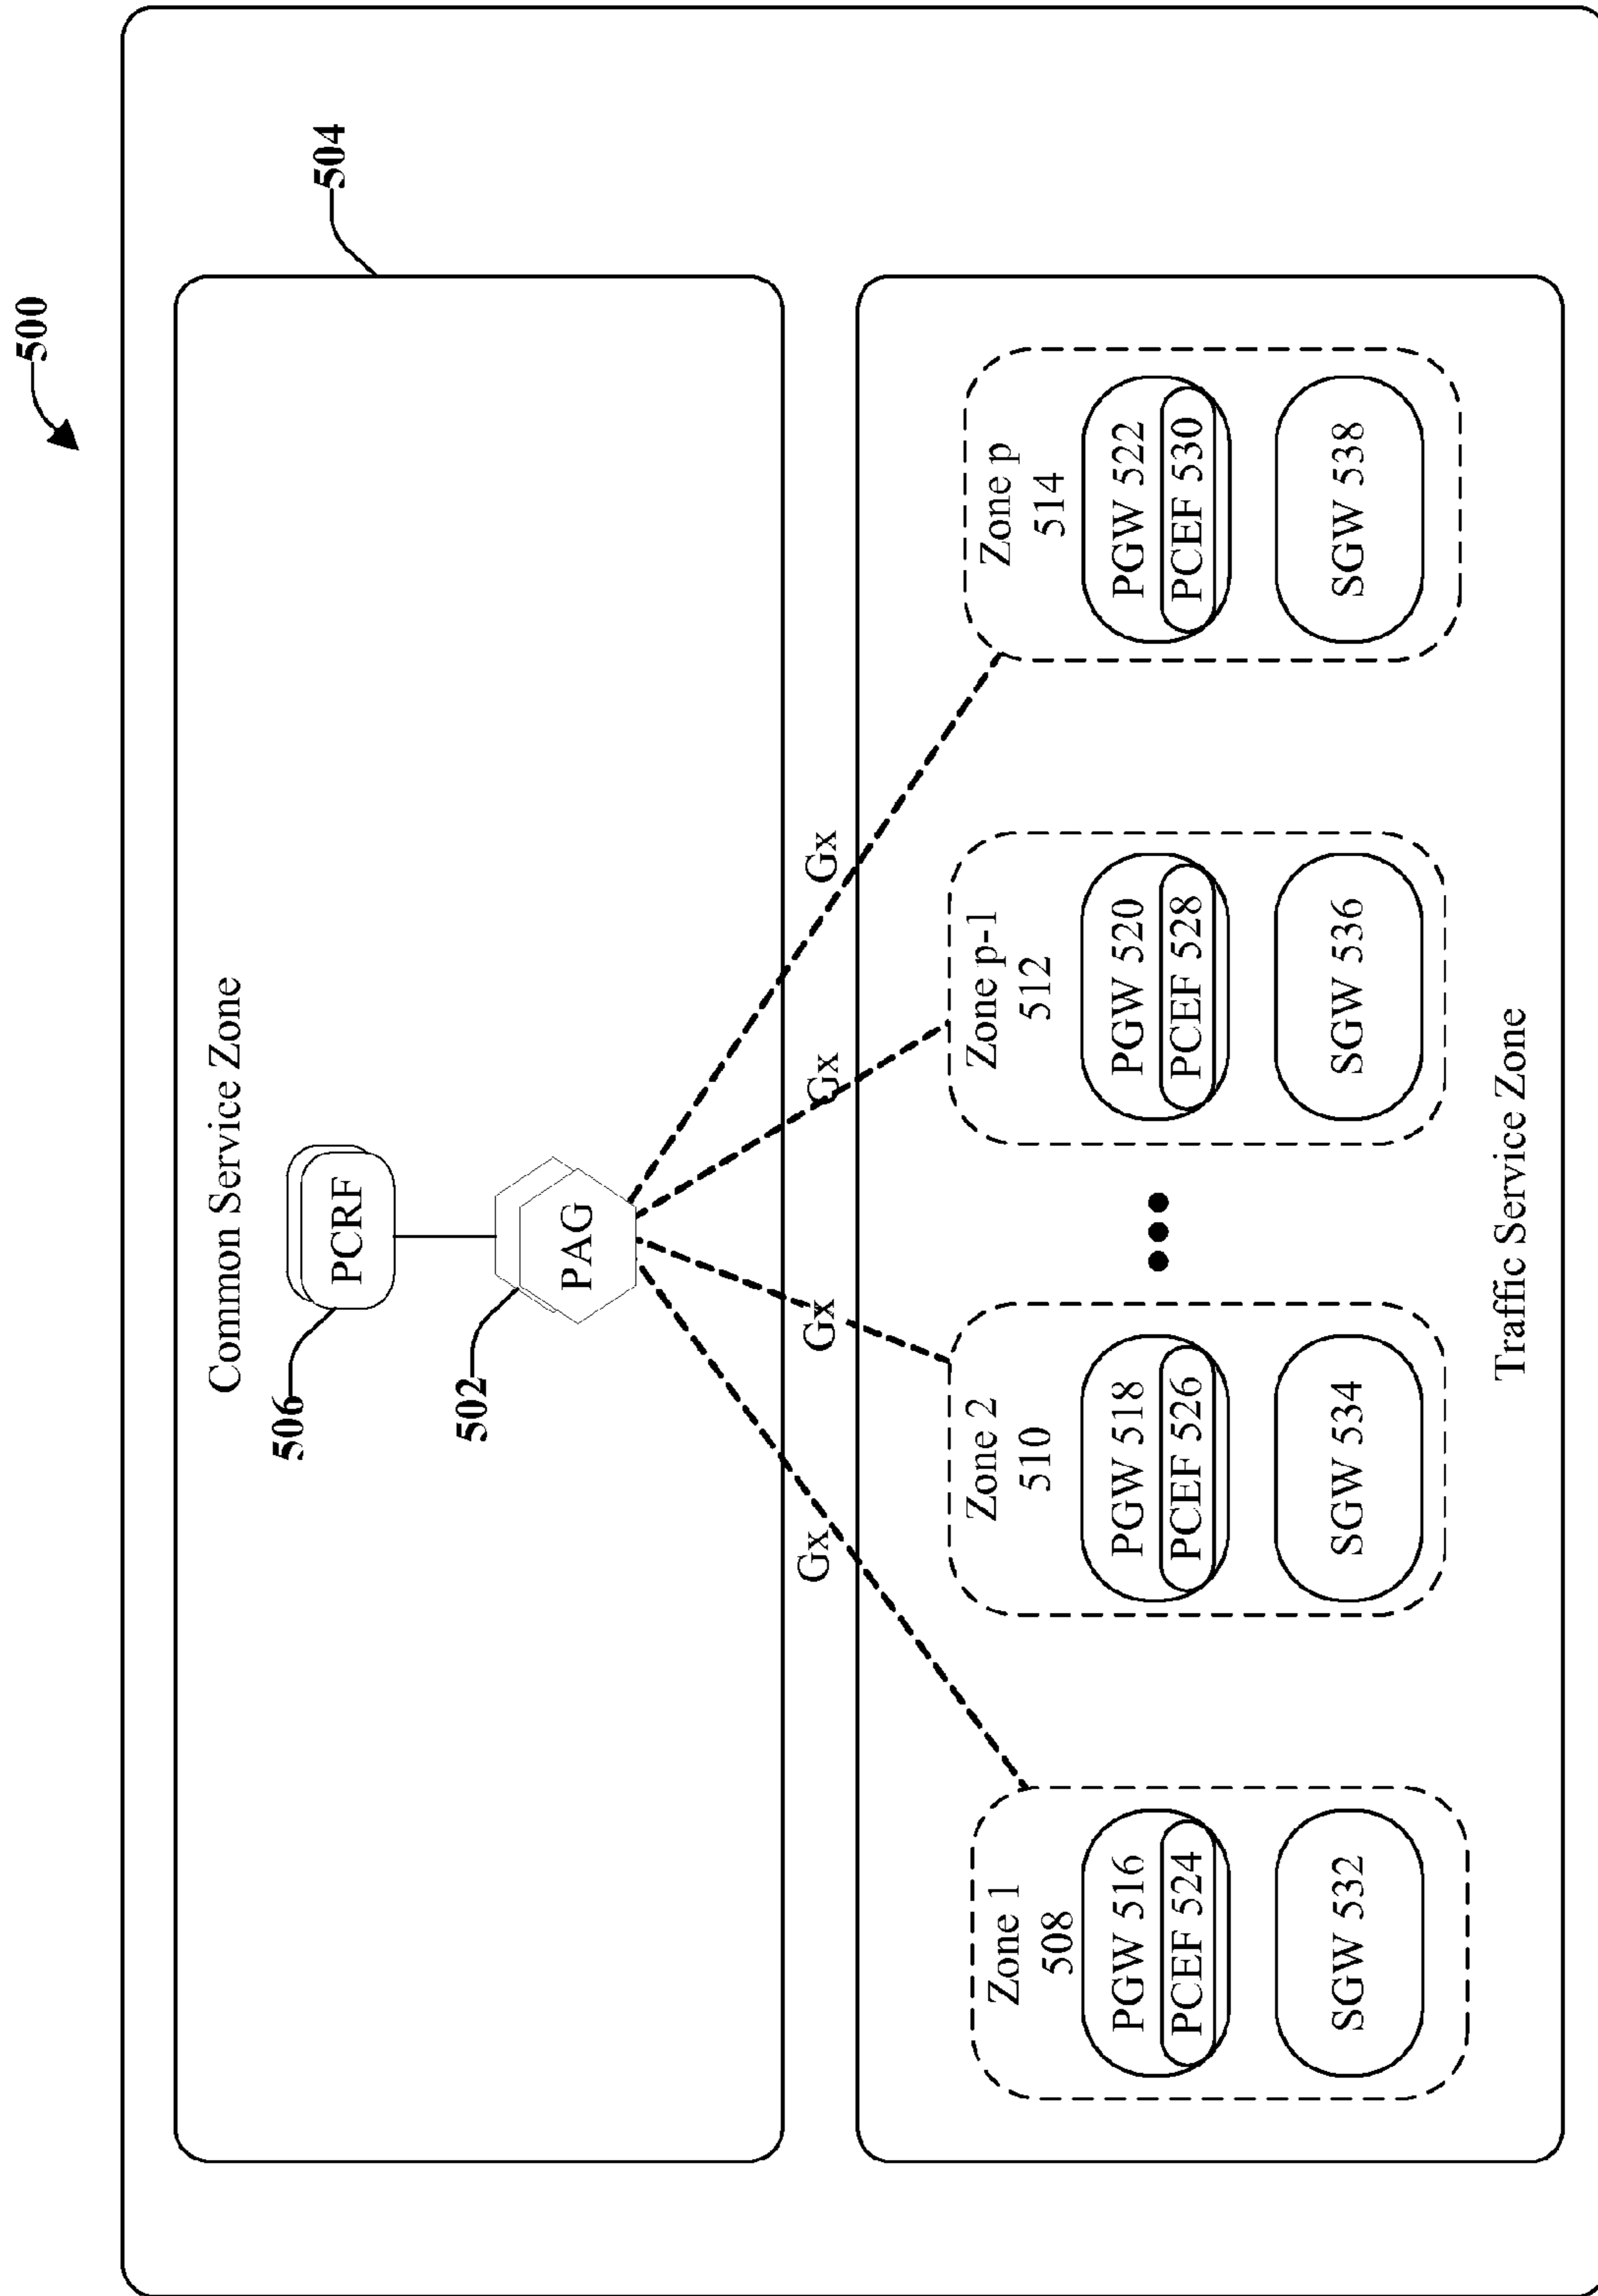 500
504
Common Service Zone
506
PCRF
502
PAG
Gx
Gx
Gx
Gx
Zone 1
508
PGW 516
PCEF 524
SGW 532
Zone 2
510
PGW 518
PCEF 526
SGW 534
Zone p-1
512
PGW 520
PCEF 528
SGW 536
Zone p
514
PGW 522
PCEF 530
SGW 538
Traffic Service Zone